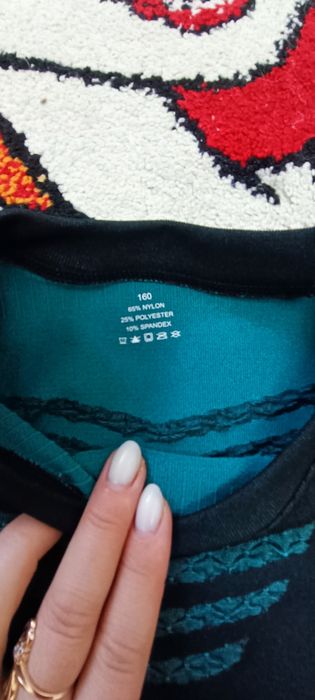 160
65% NYLON
25% POLYESTER
10% SPANDEX